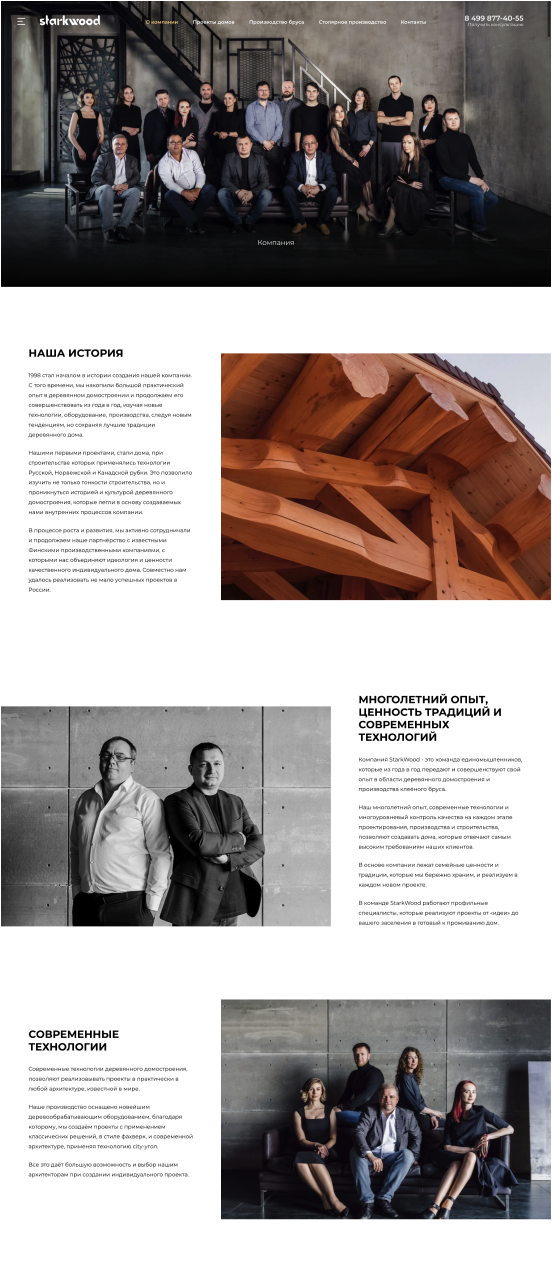 starkwood
О компании
Проекты домов
Производство бруса
Столярное производство
Контакты
8 499 877-40-55
Получить консультацию
Компания
НАША ИСТОРИЯ
1998 стал началом в истории создания нашей компании.
С того времени, мы накопили большой практический
опыт в деревянном домостроении и продолжаем его
совершенствовать из года в год, изучая новые
технологии, оборудование, производства, следуя новым
тенденциям, но сохраняя лучшие традиции
деревянного дома.
Нашими первыми проектами, стали дома, при
строительстве которых применялись технологии
Русской, Норвежской и Канадской рубки. Это позволило
изучить не только тонкости строительства, но и
проникнуться историей и культурой деревянного
домостроения, которые легли в основу создаваемых
нами внутренних процессов компании.
В процессе роста и развития, мы активно сотрудничали
и продолжаем наше партнёрство с известными
Финскими производственными компаниями, с
которыми нас объединяют идеология и ценности
качественного индивидуального дома. Совместно нам
удалось реализовать не мало успешных проектов в
России.
МНОГОЛЕТНИЙ ОПЫТ,
ЦЕННОСТЬ ТРАДИЦИЙ И
СОВРЕМЕННЫХ
ТЕХНОЛОГИЙ
Компания StarkWood - это команда единомышленников,
которые из года в год передают и совершенствуют свой
опыт в области деревянного домостроения и
производства клеёного бруса.
Наш многолетний опыт, современные технологии и
многоуровневый контроль качества на каждом этапе
проектирования, производства и строительства,
позволяют создавать дома, которые отвечают самым
высоким требованиям наших клиентов.
В основе компании лежат семейные ценности и
традиции, которые мы бережно храним, и реализуем в
каждом новом проекте.
В команде StarkWood работают профильные
специалисты, которые реализуют проекты от «идеи» до
вашего заселения в готовый к проживанию дом.
СОВРЕМЕННЫЕ
ТЕХНОЛОГИИ
Современные технологии деревянного домостроения,
позволяют реализовывать проекты в практически в
любой архитектуре, известной в мире.
Наше производство оснащено новейшим
деревообрабатывающим оборудованием, благодаря
которому, мы создаём проекты с применением
классических решений, в стиле фахверк, и современной
архитектуре, применяя технологию city-угол.
Все это даёт большую возможность и выбор нашим
архитекторам при создании индивидуального проекта.